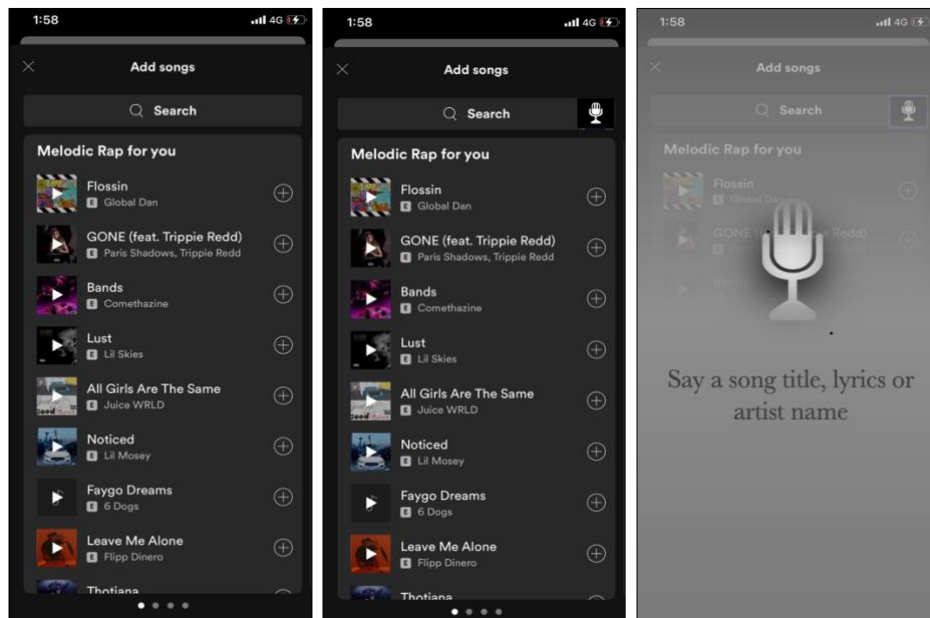 1:58
4G
Add songs
Search
Melodic Rap for you
Flossin
E Global Dan
GONE (feat. Trippie Redd)
E Paris Shadows, Trippie Redd
Bands
E Comethazine
Lust
E Lil Skies
All Girls Are The Same
E Juice WRLD
Noticed
E Lil Mosey
Faygo Dreams
E 6 Dogs
Leave Me Alone
E Flipp Dinero
Thotiana
1:58
4G
Add songs
Search
Melodic Rap for you
Flossin
E Global Dan
GONE (feat. Trippie Redd)
E Paris Shadows, Trippie Redd
Bands
E Comethazine
Lust
E Lil Skies
All Girls Are The Same
E Juice WRLD
Noticed
E Lil Mosey
Faygo Dreams
E 6 Dogs
Leave Me Alone
E Flipp Dinero
Thotiana
1:58
4G
Add songs
Search
Melodic Rap for you
Flossin
E Global Dan
GONE Redd)
Say a song title, lyrics or
artist name